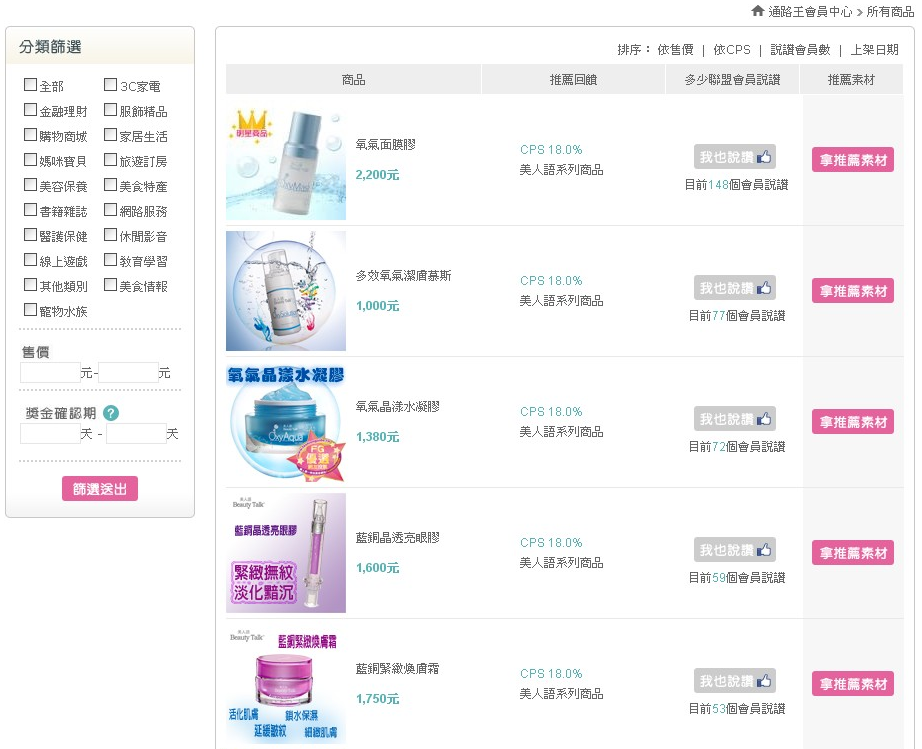 通路王會員中心 > 所有商品
分類篩選
全部 3C家電
金融理財 服飾精品
購物商城 家居生活
媽咪寶貝 旅遊訂房
美容保養 美食特產
書籍雜誌 網路服務
醫護保健 休閒影音
線上遊戲 教育學習
其他類別 美食情報
寵物水族
售價
元- 元
獎金確認期 ?
天 - 天
篩選送出
排序: 依售價 | 依CPS | 說讚會員數 | 上架日期
商品 推薦回饋 多少聯盟會員說讚 推薦素材
明星商品
OxyMask
氧氣面膜膠
2,200元
CPS 18.0%
美人語系列商品
我也說讚
目前148個會員說讚
拿推薦素材
多效氧氣潔膚慕斯
1,000元
CPS 18.0%
美人語系列商品
我也說讚
目前77個會員說讚
拿推薦素材
氧氣晶漾水凝膠
OxyAqua
FG
優選
氧氣晶漾水凝膠
1,380元
CPS 18.0%
美人語系列商品
我也說讚
目前72個會員說讚
拿推薦素材
美人語
Beauty Talk
藍銅晶透亮眼膠
緊緻撫紋
淡化黯沉
藍銅晶透亮眼膠
1,600元
CPS 18.0%
美人語系列商品
我也說讚
目前59個會員說讚
拿推薦素材
美人語
Beauty Talk
藍銅緊緻煥膚霜
活化肌膚
鎖水保濕
延緩皺紋
細緻肌膚
藍銅緊緻煥膚霜
1,750元
CPS 18.0%
美人語系列商品
我也說讚
目前53個會員說讚
拿推薦素材